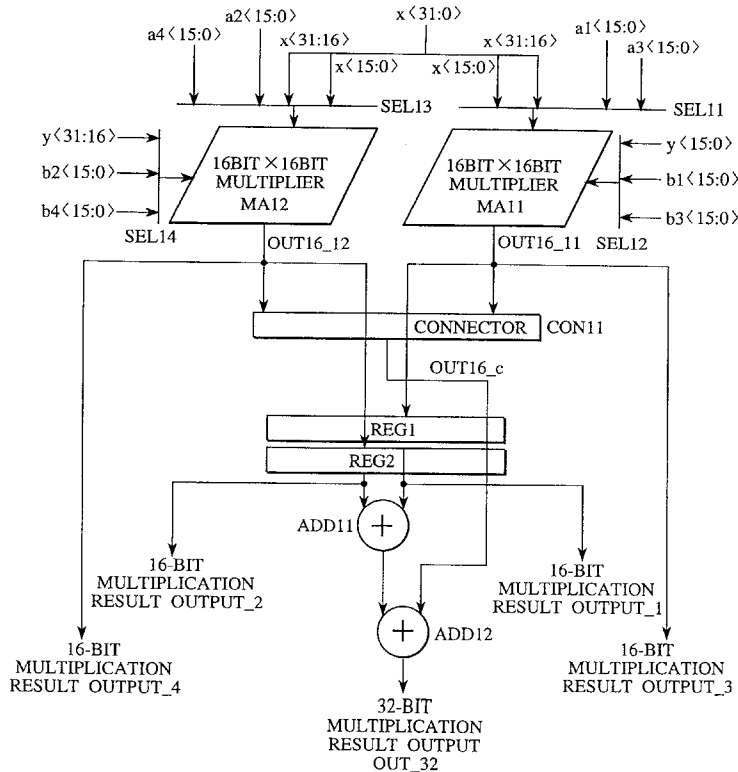 x〈31:0〉
a2〈15:0〉
a4〈15:0〉
x〈31:16〉
x〈15:0〉
x〈31:16〉
x〈15:0〉
a1〈15:0〉
a3〈15:0〉
SEL13
SEL11
y〈31:16〉
b2〈15:0〉
b4〈15:0〉
SEL14
16BIT×16BIT
MULTIPLIER
MA12
16BIT×16BIT
MULTIPLIER
MA11
y〈15:0〉
b1〈15:0〉
b3〈15:0〉
SEL12
OUT16_12
OUT16_11
CONNECTOR
CON11
OUT16_c
REG1
REG2
ADD11
+
16-BIT
MULTIPLICATION
RESULT OUTPUT_2
16-BIT
MULTIPLICATION
RESULT OUTPUT_1
+
ADD12
16-BIT
MULTIPLICATION
RESULT OUTPUT_4
16-BIT
MULTIPLICATION
RESULT OUTPUT_3
32-BIT
MULTIPLICATION
RESULT OUTPUT
OUT_32